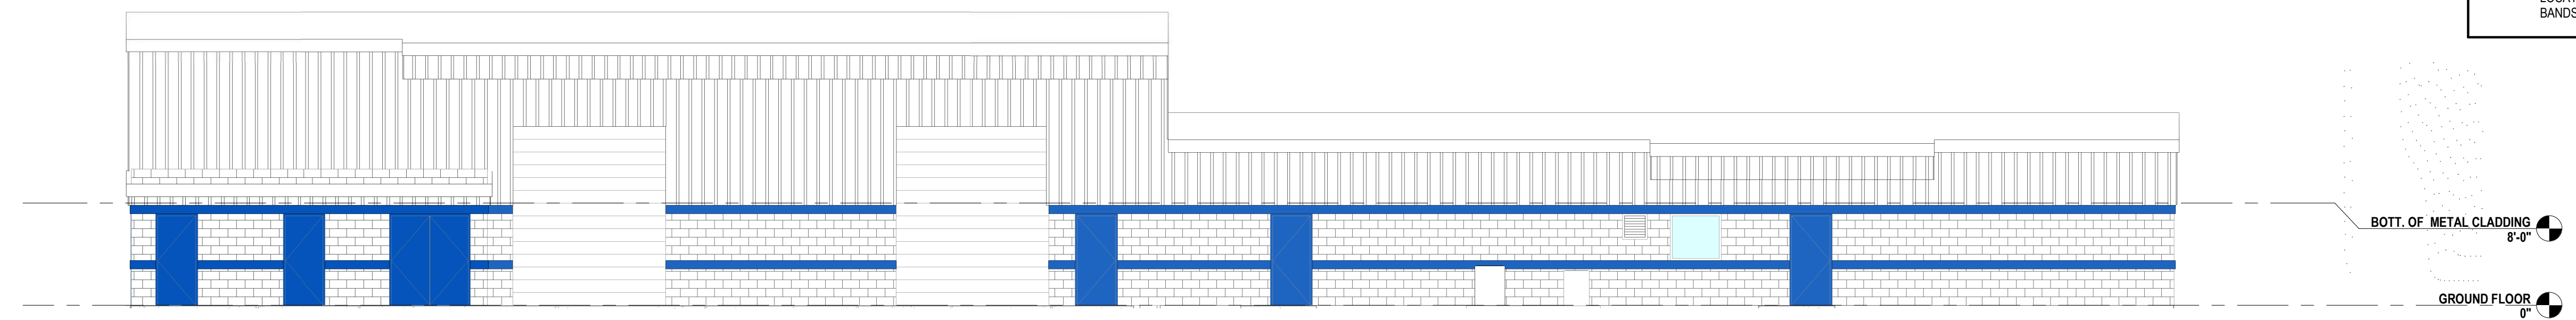 BANDS
BOTT. OF METAL CLADDING
8'-0"
GROUND FLOOR
0"